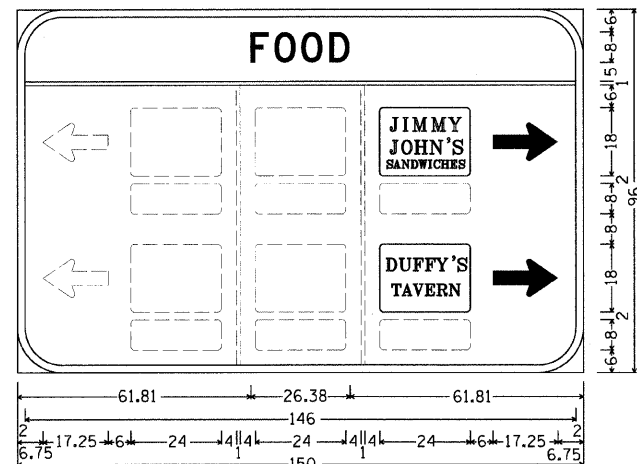 FOOD
JIMMY
JOHN'S
SANDWICHES
DUFFY'S
TAVERN
6 8 5 1 6 18 2 8 8 8 18 2 8 6
96
61.81 26.38 61.81
146
2 17.25 6 24 4 4 24 4 4 24 6 17.25 2
6.75 1 1 6.75
150